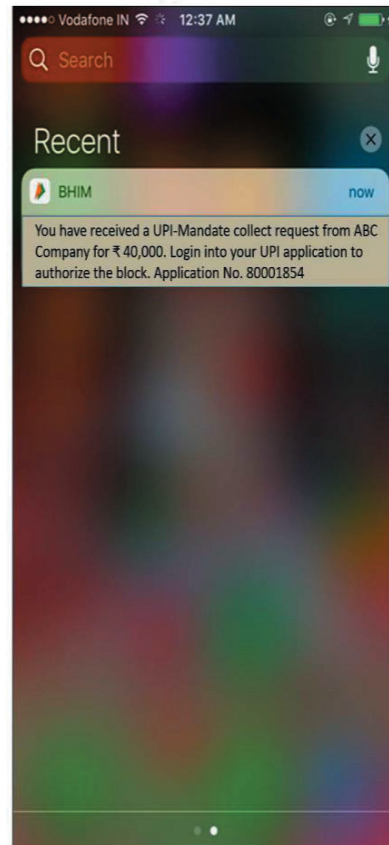 Vodafone IN 12:37 AM
Search
Recent
BHIM now
You have received a UPI-Mandate collect request from ABC
Company for ₹ 40,000. Login into your UPI application to
authorize the block. Application No. 80001854